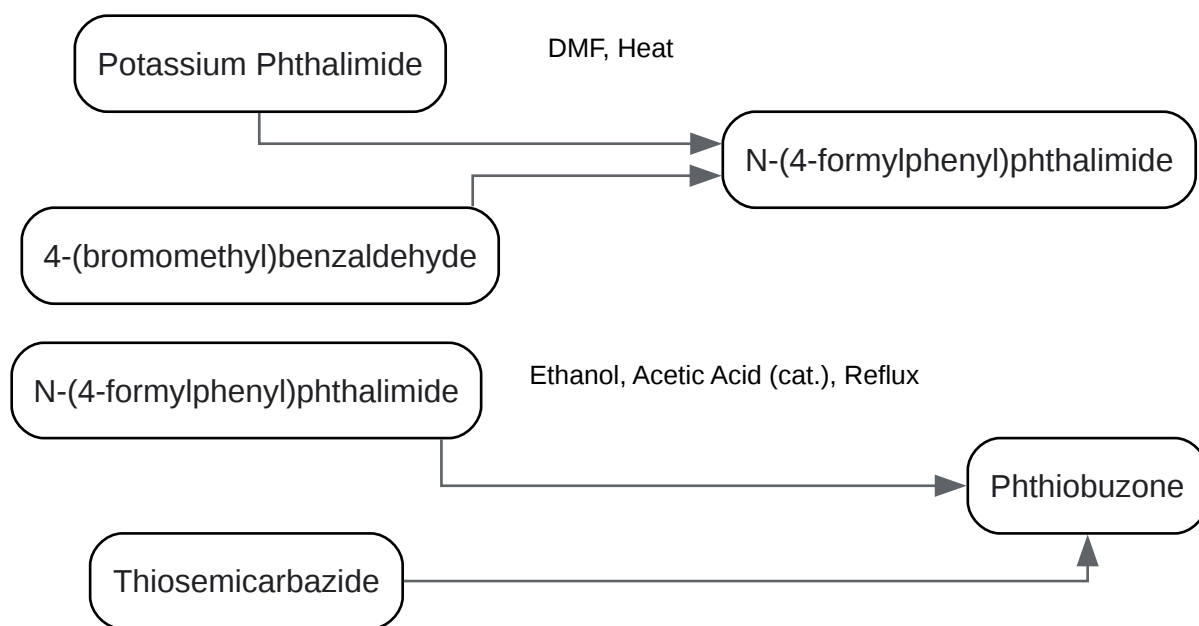 Potassium Phthalimide
DMF, Heat
N-(4-formylphenyl)phthalimide
4-(bromomethyl)benzaldehyde
N-(4-formylphenyl)phthalimide
Ethanol, Acetic Acid (cat.), Reflux
Phthiobuzone
Thiosemicarbazide